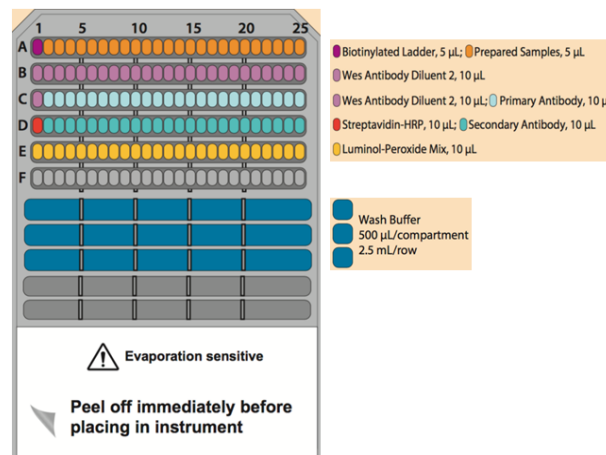 1 5 10 15 20 25
A
B
C
D
E
F
Biotinylated Ladder, 5 µL; Prepared Samples, 5 µL
Wes Antibody Diluent 2, 10 µL
Wes Antibody Diluent 2, 10 µL; Primary Antibody, 10 µ
Streptavidin-HRP, 10 µL; Secondary Antibody, 10 µL
Luminol-Peroxide Mix, 10 µL
Wash Buffer
500 µL/compartment
2.5 mL/row
! Evaporation sensitive
Peel off immediately before
placing in instrument